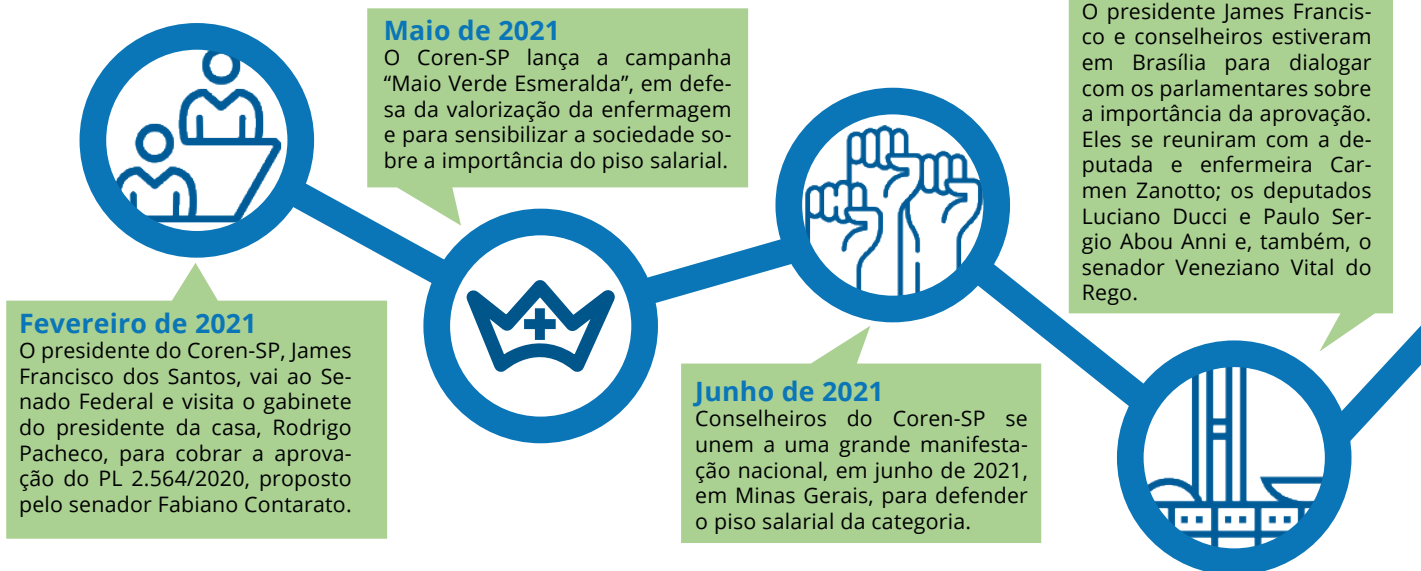 Fevereiro de 2021
O presidente do Coren-SP, James
Francisco dos Santos, vai ao Se-
nado Federal e visita o gabinete
do presidente da casa, Rodrigo
Pacheco, para cobrar a aprova-
ção do PL 2.564/2020, proposto
pelo senador Fabiano Contarato.
Maio de 2021
O Coren-SP lança a campanha
“Maio Verde Esmeralda”, em defe-
sa da valorização da enfermagem
e para sensibilizar a sociedade so-
bre a importância do piso salarial.
Junho de 2021
Conselheiros do Coren-SP se
unem a uma grande manifesta-
ção nacional, em junho de 2021,
em Minas Gerais, para defender
o piso salarial da categoria.
O presidente James Francis-
co e conselheiros estiveram
em Brasília para dialogar
com os parlamentares sobre
a importância da aprovação.
Eles se reuniram com a de-
putada e enfermeira Car-
men Zanotto; os deputados
Luciano Ducci e Paulo Ser-
gio Abou Anni e, também, o
senador Veneziano Vital do
Rego.